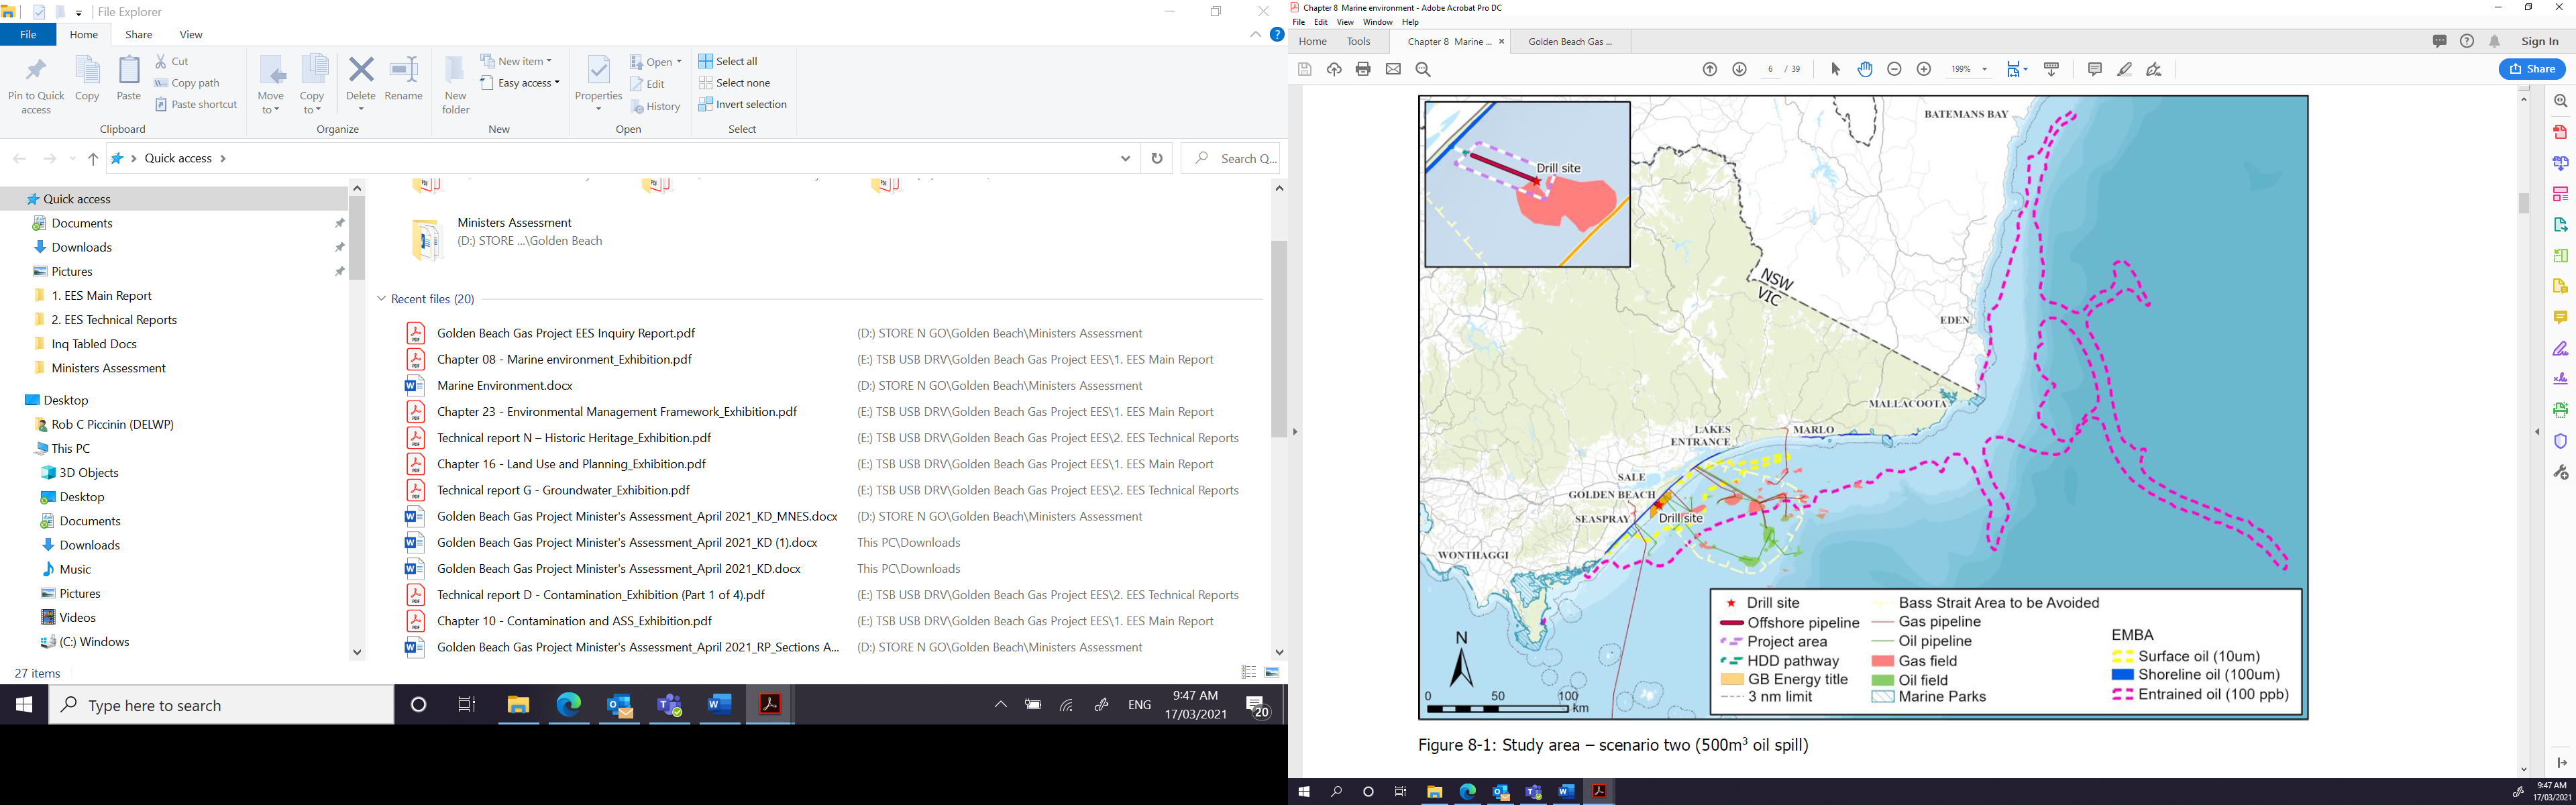 File Explorer
File
Home
Share
View
Pin to Quick access
Copy
Paste
Cut
Copy path
Paste shortcut
Clipboard
Move to
Copy to
Delete
Rename
Organize
New folder
New item
Easy access
New
Properties
Open
Edit
History
Open
Select all
Select none
Invert selection
Select
Quick access
Search Q...
Quick access
Documents
Downloads
Pictures
1. EES Main Report
2. EES Technical Reports
Inq Tabled Docs
Ministers Assessment
Desktop
Rob C Piccinin (DELWP)
This PC
3D Objects
Desktop
Documents
Downloads
Music
Pictures
Videos
(C:) Windows
Ministers Assessment
(D:) STORE ...\Golden Beach
Recent files (20)
Golden Beach Gas Project EES Inquiry Report.pdf (D:) STORE N GO\Golden Beach\Ministers Assessment
Chapter 08 - Marine environment_Exhibition.pdf (E:) TSB USB DRV\Golden Beach Gas Project EES\1. EES Main Report
Marine Environment.docx (D:) STORE N GO\Golden Beach\Ministers Assessment
Chapter 23 - Environmental Management Framework_Exhibition.pdf (E:) TSB USB DRV\Golden Beach Gas Project EES\1. EES Main Report
Technical report N – Historic Heritage_Exhibition.pdf (E:) TSB USB DRV\Golden Beach Gas Project EES\2. EES Technical Reports
Chapter 16 - Land Use and Planning_Exhibition.pdf (E:) TSB USB DRV\Golden Beach Gas Project EES\1. EES Main Report
Technical report G - Groundwater_Exhibition.pdf (E:) TSB USB DRV\Golden Beach Gas Project EES\2. EES Technical Reports
Golden Beach Gas Project Minister's Assessment_April 2021_KD_MNES.docx (D:) STORE N GO\Golden Beach\Ministers Assessment
Golden Beach Gas Project Minister's Assessment_April 2021_KD (1).docx This PC\Downloads
Golden Beach Gas Project Minister's Assessment_April 2021_KD.docx This PC\Downloads
Technical report D - Contamination_Exhibition (Part 1 of 4).pdf (E:) TSB USB DRV\Golden Beach Gas Project EES\2. EES Technical Reports
Chapter 10 - Contamination and ASS_Exhibition.pdf (E:) TSB USB DRV\Golden Beach Gas Project EES\1. EES Main Report
Golden Beach Gas Project Minister's Assessment_April 2021_RP_Sections A... (D:) STORE N GO\Golden Beach\Ministers Assessment
27 items
Type here to search
ENG
9:47 AM
17/03/2021
20
Chapter 8 Marine environment - Adobe Acrobat Pro DC
File Edit View Window Help
Home
Tools
Chapter 8 Marine ...
Golden Beach Gas ...
Sign In
6 / 39
199%
Share
Drill site
BATEMANS BAY
NSW
VIC
EDEN
MALLACOOTA
LAKES ENTRANCE
MARLO
SALE
GOLDEN BEACH
SEASPRAY
Drill site
WONTHAGGI
N
0 50 100 km
Drill site
Offshore pipeline
Project area
HDD pathway
GB Energy title
3 nm limit
Bass Strait Area to be Avoided
Gas pipeline
Oil pipeline
Gas field
Oil field
Marine Parks
EMBA
Surface oil (10um)
Shoreline oil (100um)
Entrained oil (100 ppb)
Figure 8-1: Study area – scenario two (500m³ oil spill)
9:47 AM
17/03/2021